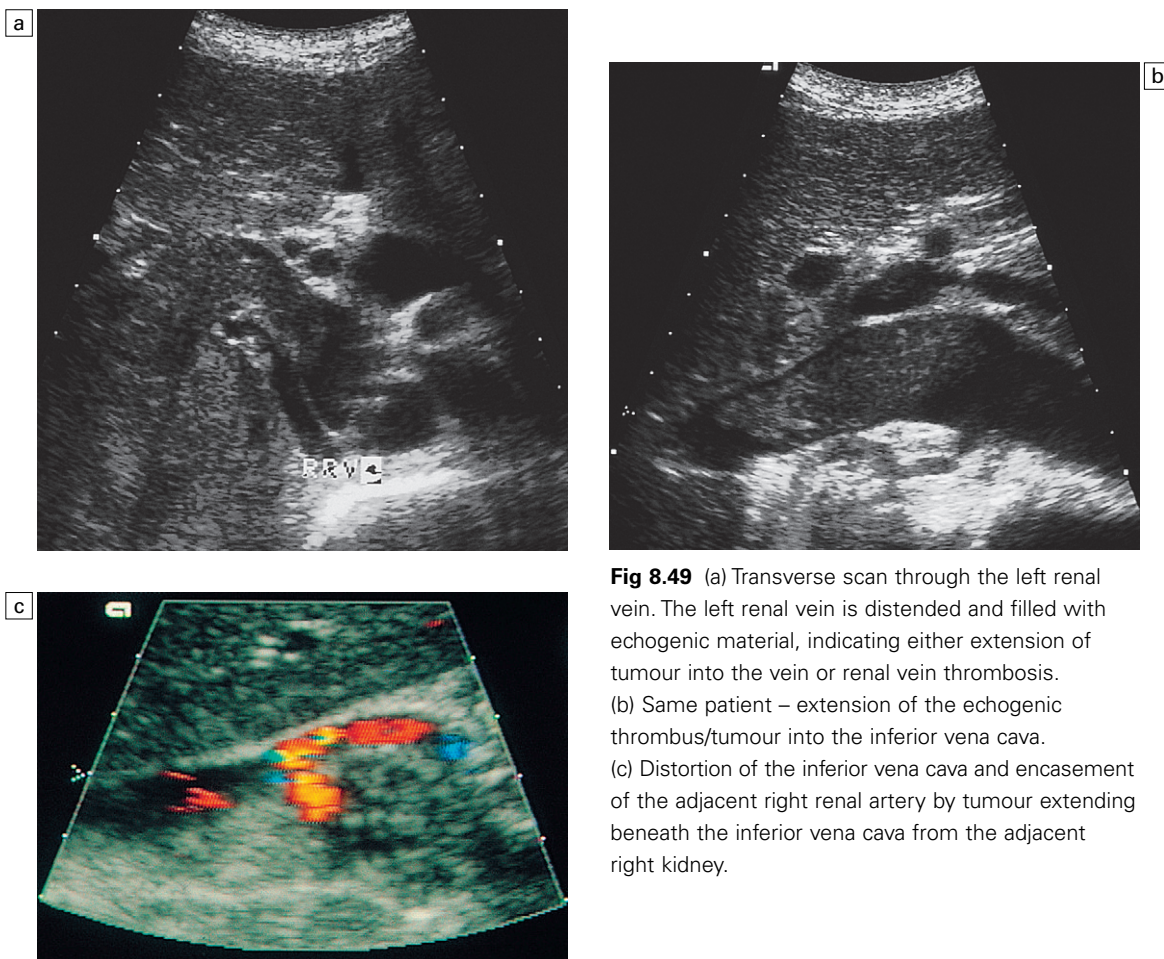 a
b
RRV
c
Fig 8.49 (a) Transverse scan through the left renal
vein. The left renal vein is distended and filled with
echogenic material, indicating either extension of
tumour into the vein or renal vein thrombosis.
(b) Same patient – extension of the echogenic
thrombus/tumour into the inferior vena cava.
(c) Distortion of the inferior vena cava and encasement
of the adjacent right renal artery by tumour extending
beneath the inferior vena cava from the adjacent
right kidney.